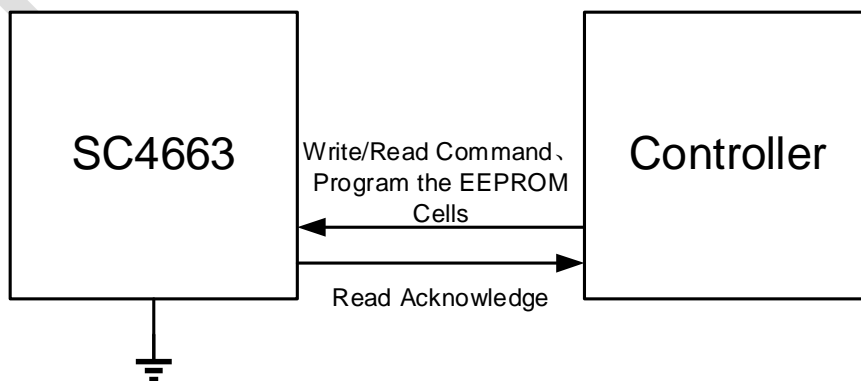 SC4663
Write/Read Command、
Program the EEPROM
Cells
Read Acknowledge
Controller